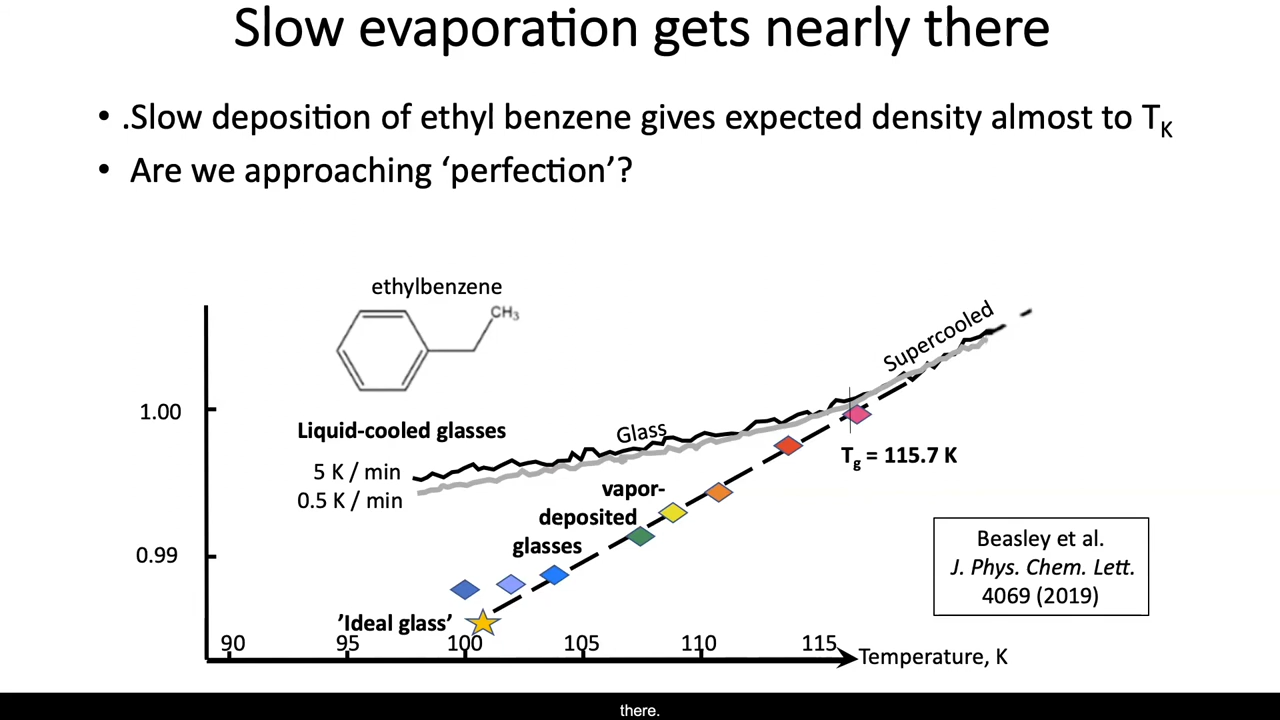 Slow evaporation gets nearly there
• .Slow deposition of ethyl benzene gives expected density almost to TK
• Are we approaching ‘perfection’?
ethylbenzene
CH3
Supercooled
1.00
Liquid-cooled glasses
Glass
5 K / min
0.5 K / min
Tg = 115.7 K
vapor-
deposited
glasses
0.99
Beasley et al.
J. Phys. Chem. Lett.
4069 (2019)
’Ideal glass’
90 95 100 105 110 115
Temperature, K
there.